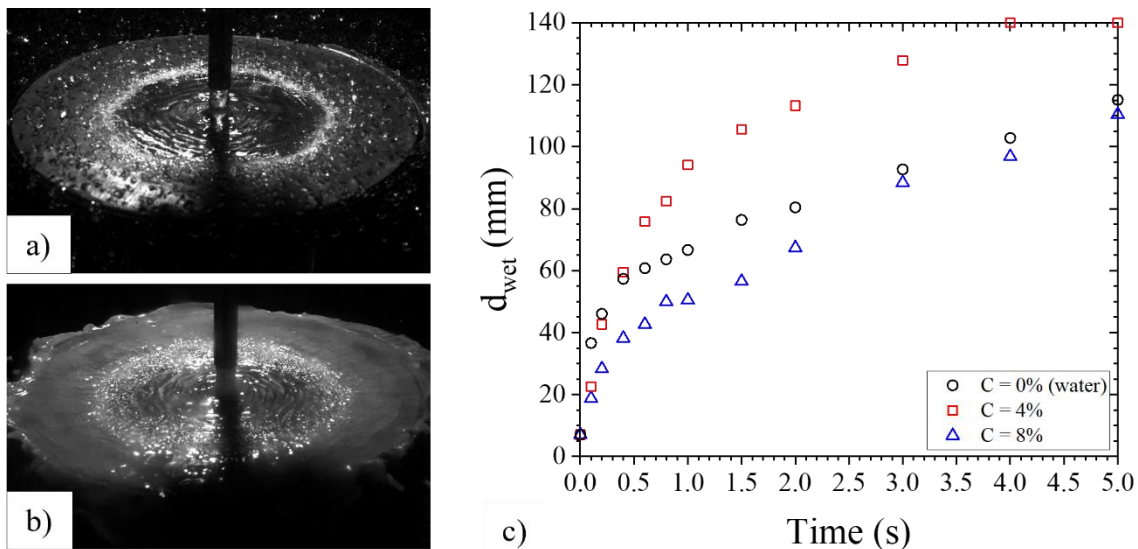 a)
b)
c)
d_wet (mm)
140
120
100
80
60
40
20
0
0.0 0.5 1.0 1.5 2.0 2.5 3.0 3.5 4.0 4.5 5.0
Time (s)
C = 0% (water)
C = 4%
C = 8%